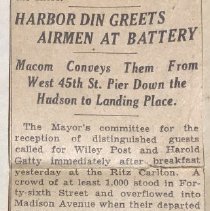 HARBOR DIN GREETS
AIRMEN AT BATTERY
Macom Conveys Them From
West 45th St. Pier Down the
Hudson to Landing Place.
The Mayor's committee for the
reception of distinguished guests
called for Wiley Post and Harold
Gatty immediately after breakfast
yesterday at the Ritz Carlton. A
crowd of at least 1,000 stood in For-
ty-sixth Street and overflowed into
Madison Avenue when their departed